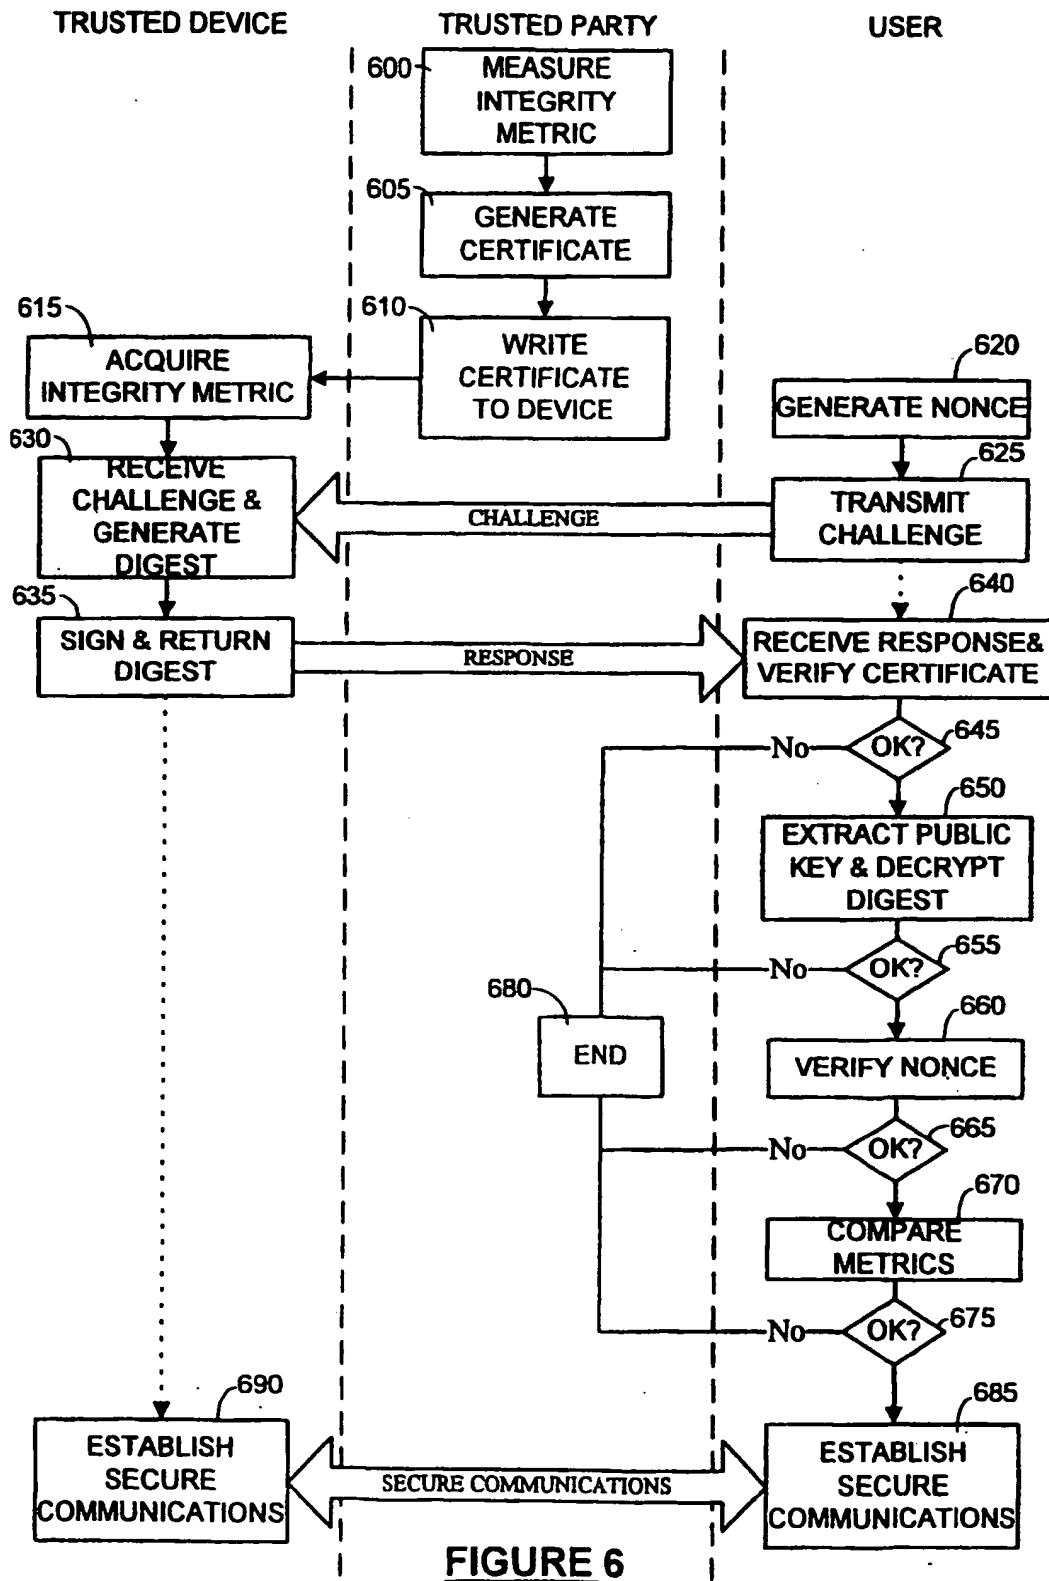 TRUSTED DEVICE
TRUSTED PARTY
USER
600
MEASURE
INTEGRITY
METRIC
605
GENERATE
CERTIFICATE
610
WRITE
CERTIFICATE
TO DEVICE
615
ACQUIRE
INTEGRITY METRIC
620
GENERATE NONCE
625
TRANSMIT
CHALLENGE
CHALLENGE
630
RECEIVE
CHALLENGE &
GENERATE
DIGEST
635
SIGN & RETURN
DIGEST
RESPONSE
640
RECEIVE RESPONSE&
VERIFY CERTIFICATE
645
OK?
No
650
EXTRACT PUBLIC
KEY & DECRYPT
DIGEST
655
OK?
No
680
END
660
VERIFY NONCE
665
OK?
No
670
COMPARE
METRICS
675
OK?
No
690
ESTABLISH
SECURE
COMMUNICATIONS
SECURE COMMUNICATIONS
685
ESTABLISH
SECURE
COMMUNICATIONS
FIGURE 6